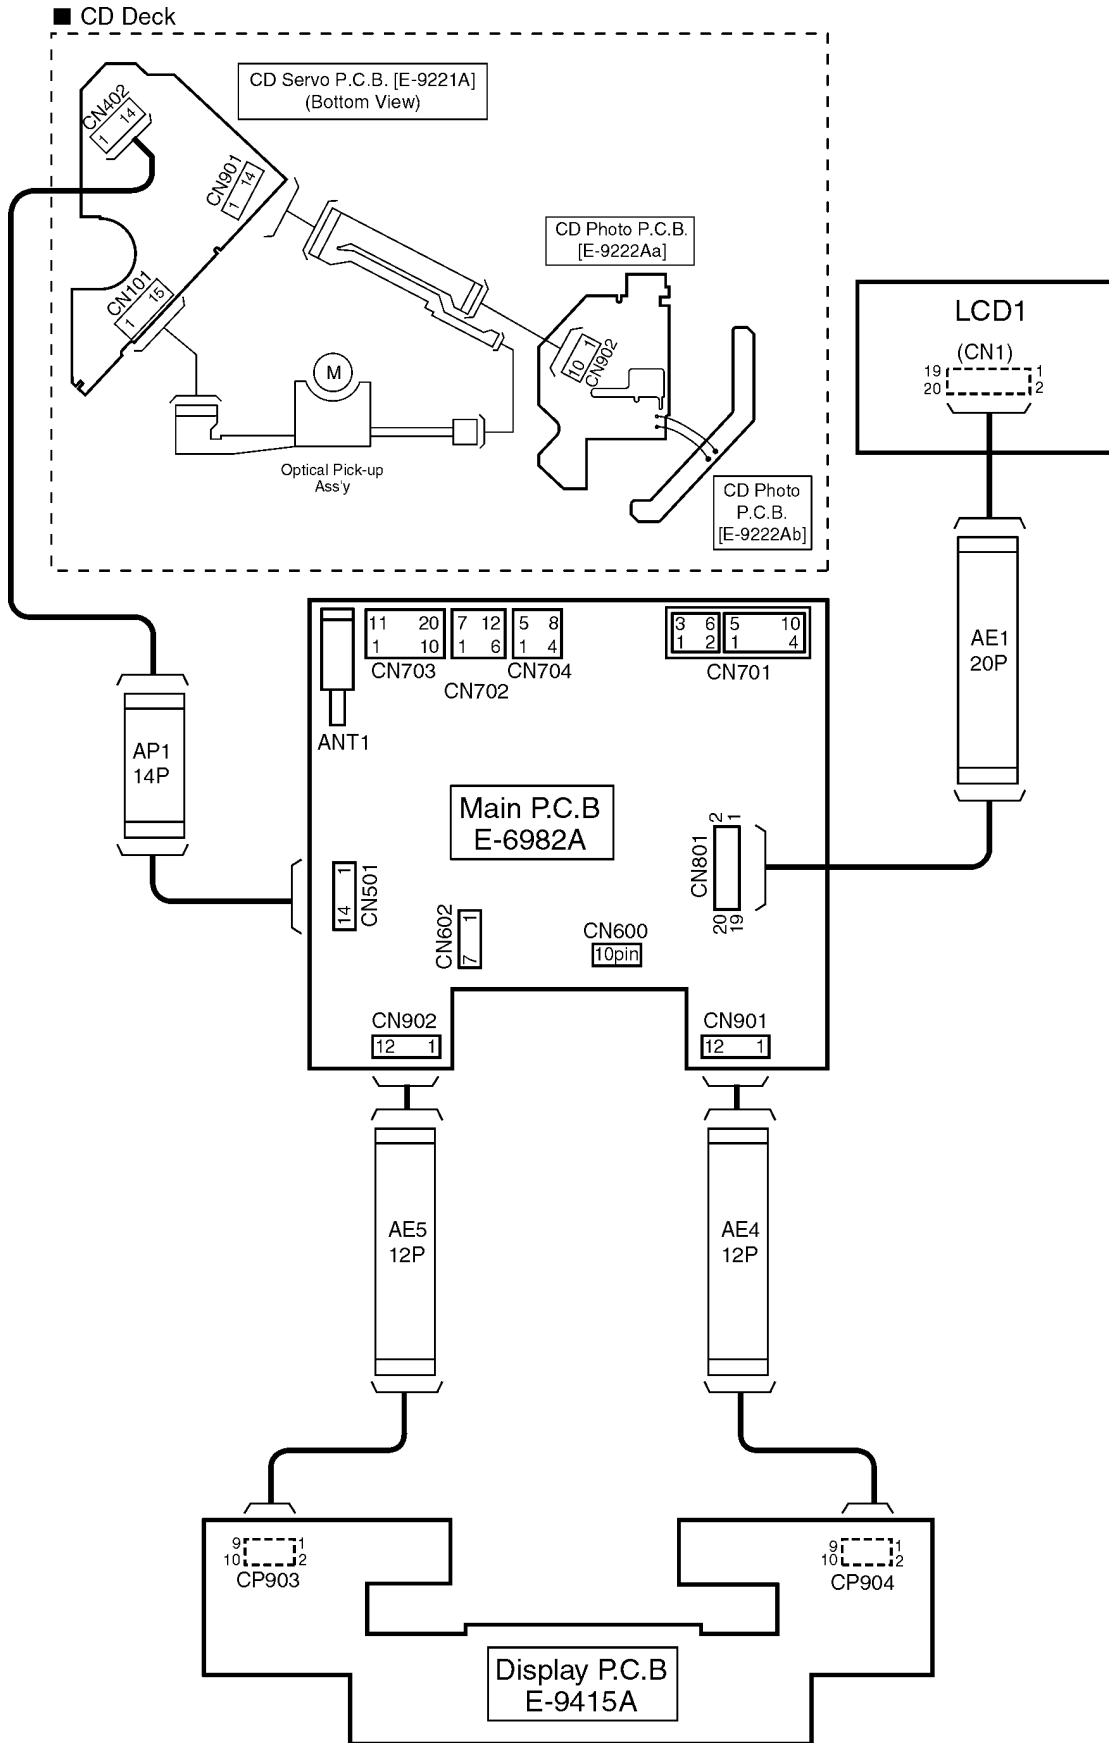 ■ CD Deck
CD Servo P.C.B. [E-9221A]
(Bottom View)
CN402
1 14
CN901
1 14
CN101
1 15
CD Photo P.C.B.
[E-9222Aa]
10 1
CN902
M
Optical Pick-up
Ass'y
CD Photo
P.C.B.
[E-9222Ab]
LCD1
(CN1)
19 1
20 2
AE1
20P
11 20
1 10
CN703
7 12
1 6
CN702
5 8
1 4
CN704
3 6
1 2
5 10
1 4
CN701
ANT1
AP1
14P
Main P.C.B
E-6982A
2
1
CN801
20
19
14 1
CN501
CN602
7 1
CN600
10pin
CN902
12 1
CN901
12 1
AE5
12P
AE4
12P
9 1
10 2
CP903
9 1
10 2
CP904
Display P.C.B
E-9415A